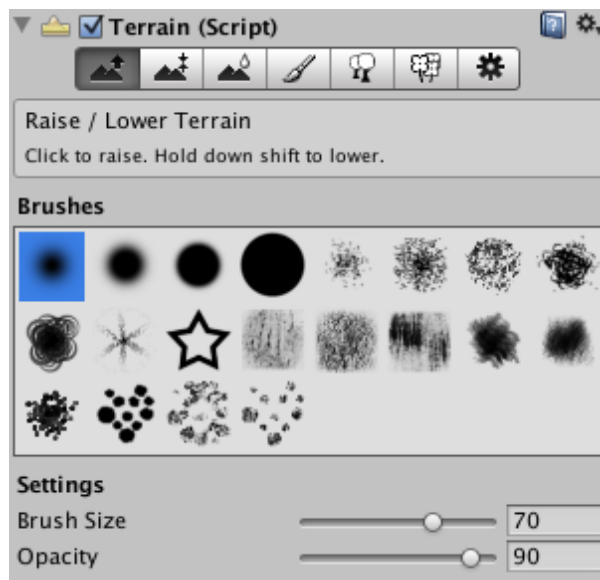 Terrain (Script)
Raise / Lower Terrain
Click to raise. Hold down shift to lower.
Brushes
Settings
Brush Size 70
Opacity 90